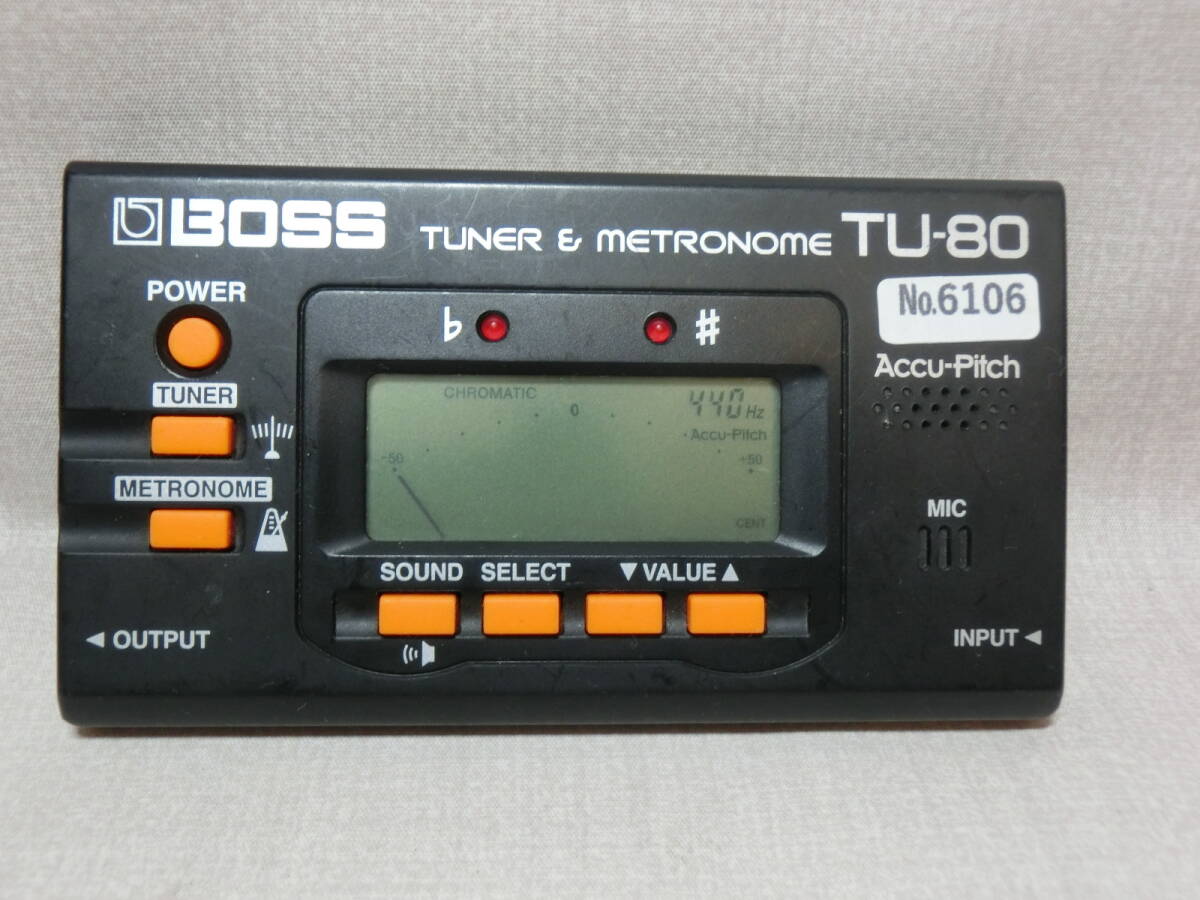 BOSS TUNER & METRONOME TU-80
POWER
No.6106
♭ ♯
Accu-Pitch
TUNER
CHROMATIC
440 Hz
0
Accu-Pitch
-50
+50
METRONOME
CENT
MIC
SOUND SELECT ▼ VALUE ▲
◀ OUTPUT
INPUT ◀